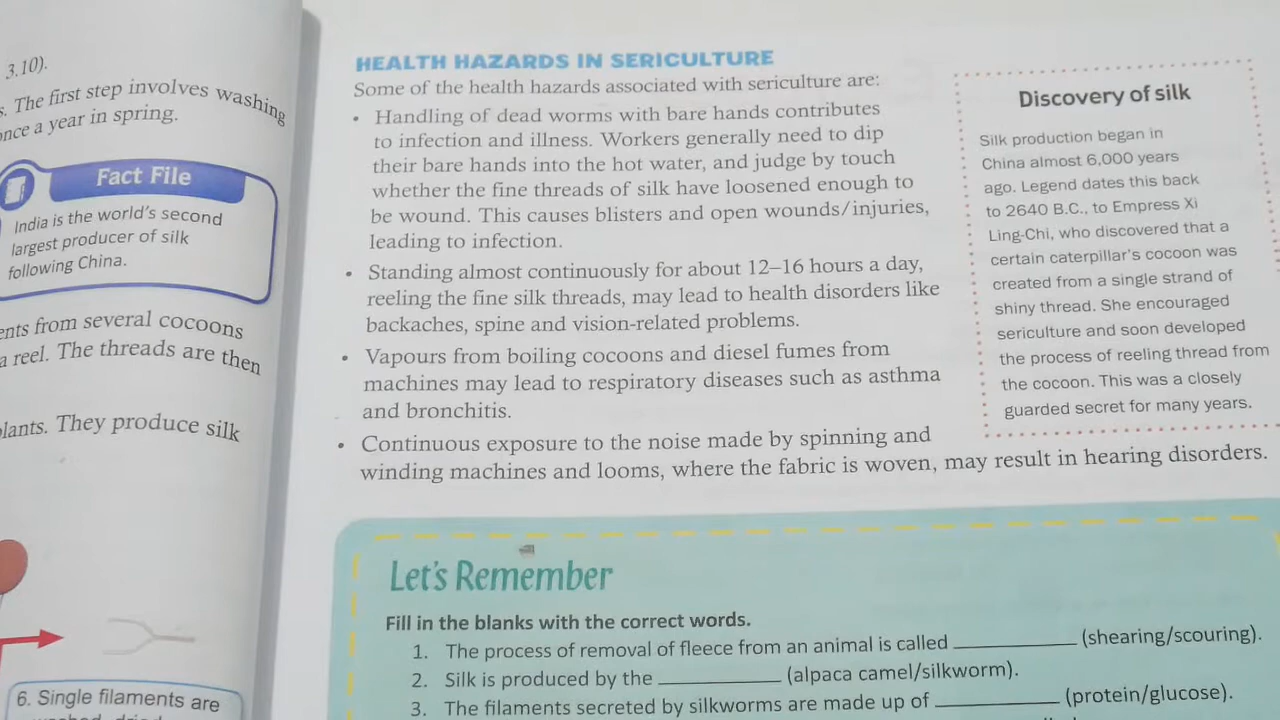 3.10).
s. The first step involves washing
once a year in spring.
Fact File
India is the world's second
largest producer of silk
following China.
ents from several cocoons
a reel. The threads are then
plants. They produce silk
6. Single filaments are
HEALTH HAZARDS IN SERICULTURE
Some of the health hazards associated with sericulture are:
• Handling of dead worms with bare hands contributes
to infection and illness. Workers generally need to dip
their bare hands into the hot water, and judge by touch
whether the fine threads of silk have loosened enough to
be wound. This causes blisters and open wounds/injuries,
leading to infection.
• Standing almost continuously for about 12–16 hours a day,
reeling the fine silk threads, may lead to health disorders like
backaches, spine and vision-related problems.
• Vapours from boiling cocoons and diesel fumes from
machines may lead to respiratory diseases such as asthma
and bronchitis.
• Continuous exposure to the noise made by spinning and
winding machines and looms, where the fabric is woven, may result in hearing disorders.
Discovery of silk
Silk production began in
China almost 6,000 years
ago. Legend dates this back
to 2640 B.C., to Empress Xi
Ling-Chi, who discovered that a
certain caterpillar's cocoon was
created from a single strand of
shiny thread. She encouraged
sericulture and soon developed
the process of reeling thread from
the cocoon. This was a closely
guarded secret for many years.
Let's Remember
Fill in the blanks with the correct words.
1. The process of removal of fleece from an animal is called ___________ (shearing/scouring).
2. Silk is produced by the ___________ (alpaca camel/silkworm).
3. The filaments secreted by silkworms are made up of ___________ (protein/glucose).